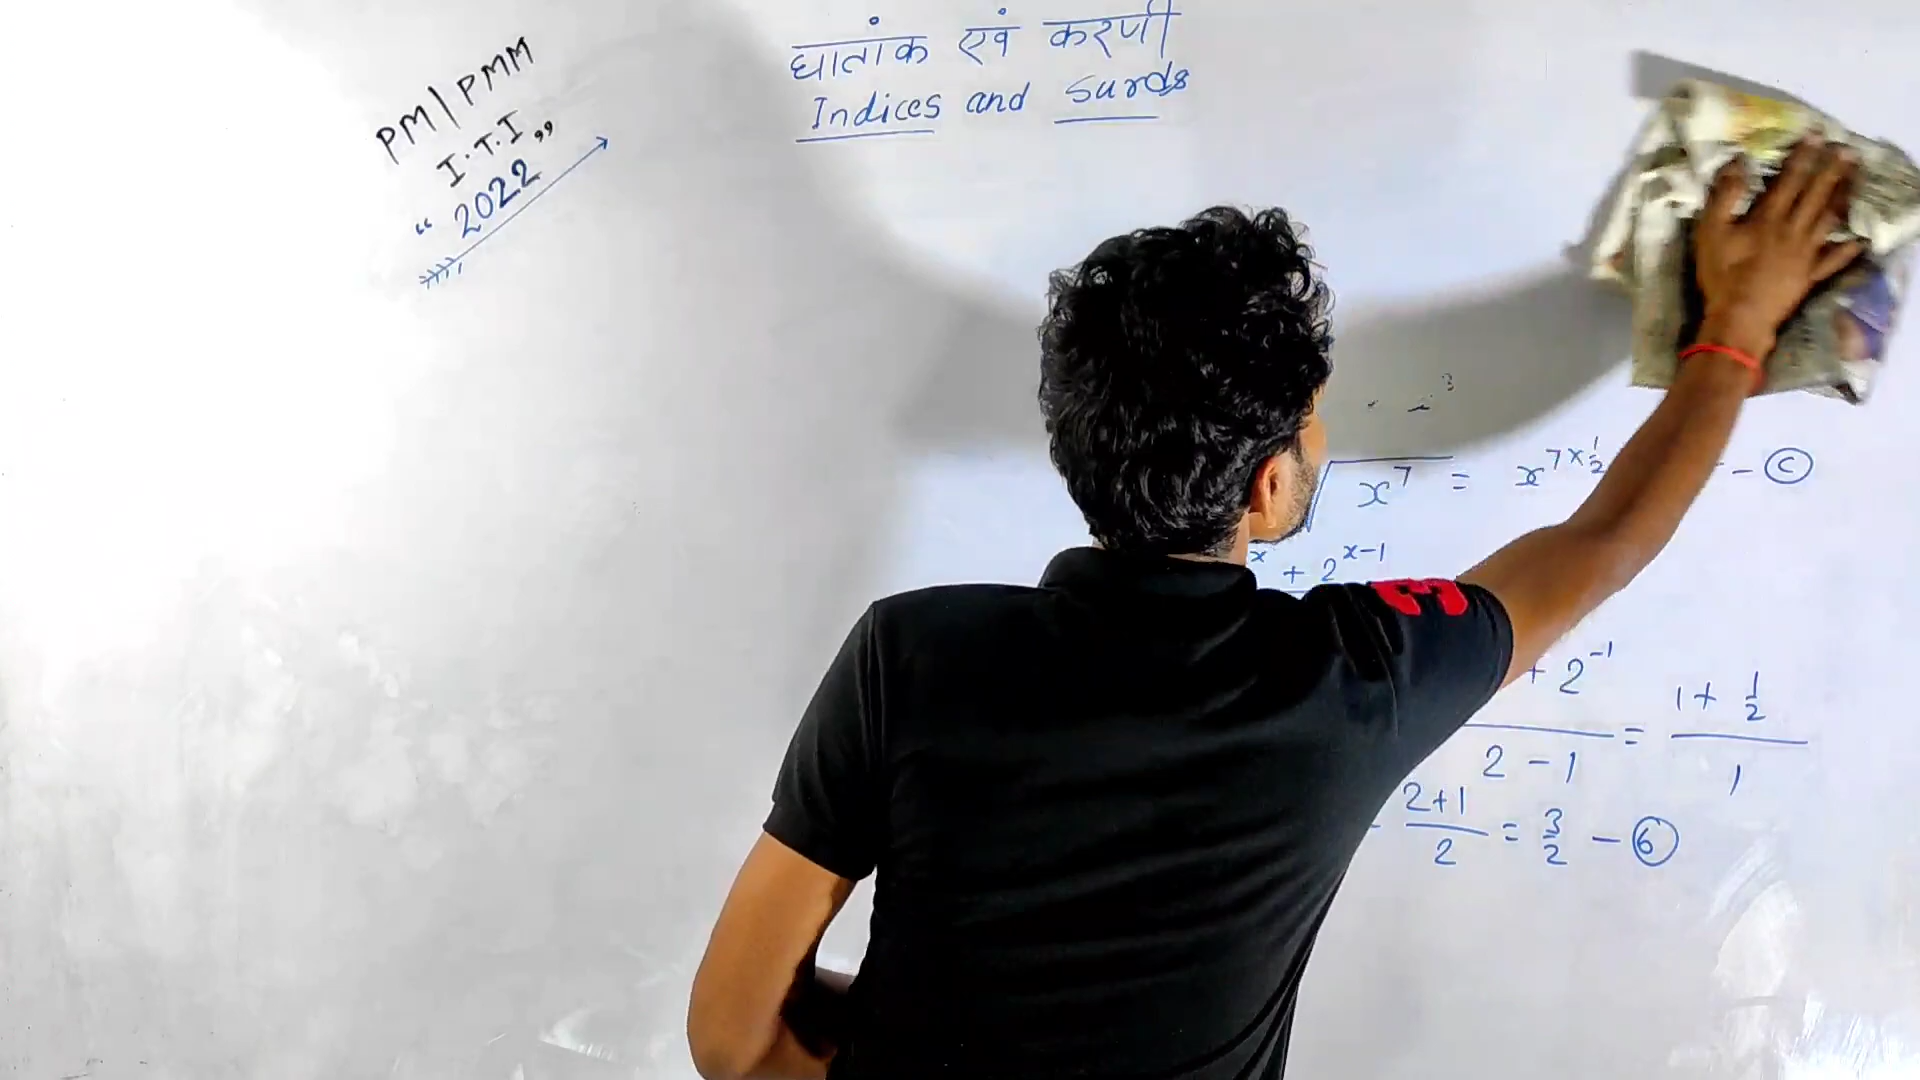 घातांक एवं करणी
Indices and Surds
PM|PMM
I.T.I.,,
“ 2022
√x⁷ = x^(7×1/2) - - Ⓒ
x + 2^(x-1)
+ 2^(-1)
2 - 1
= (1 + 1/2)/1
(2+1)/2 = 3/2 - ⑥